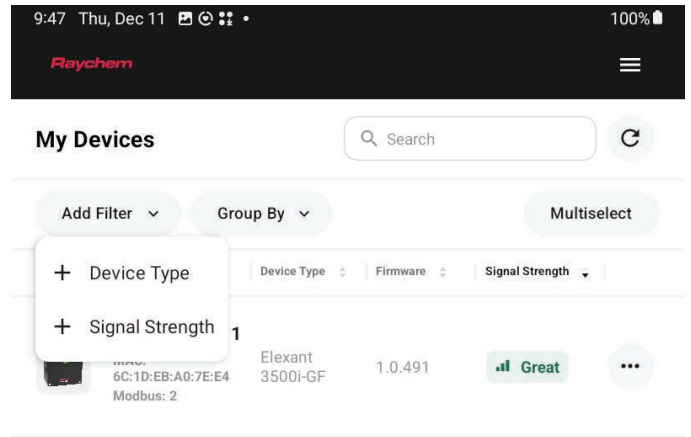 9:47 Thu, Dec 11 100%
Raychem
My Devices
Search
Add Filter Group By Multiselect
+ Device Type
Device Type Firmware Signal Strength
+ Signal Strength
1
MAC:
6C:1D:EB:A0:7E:E4
Modbus: 2
Elexant
3500i-GF
1.0.491
Great